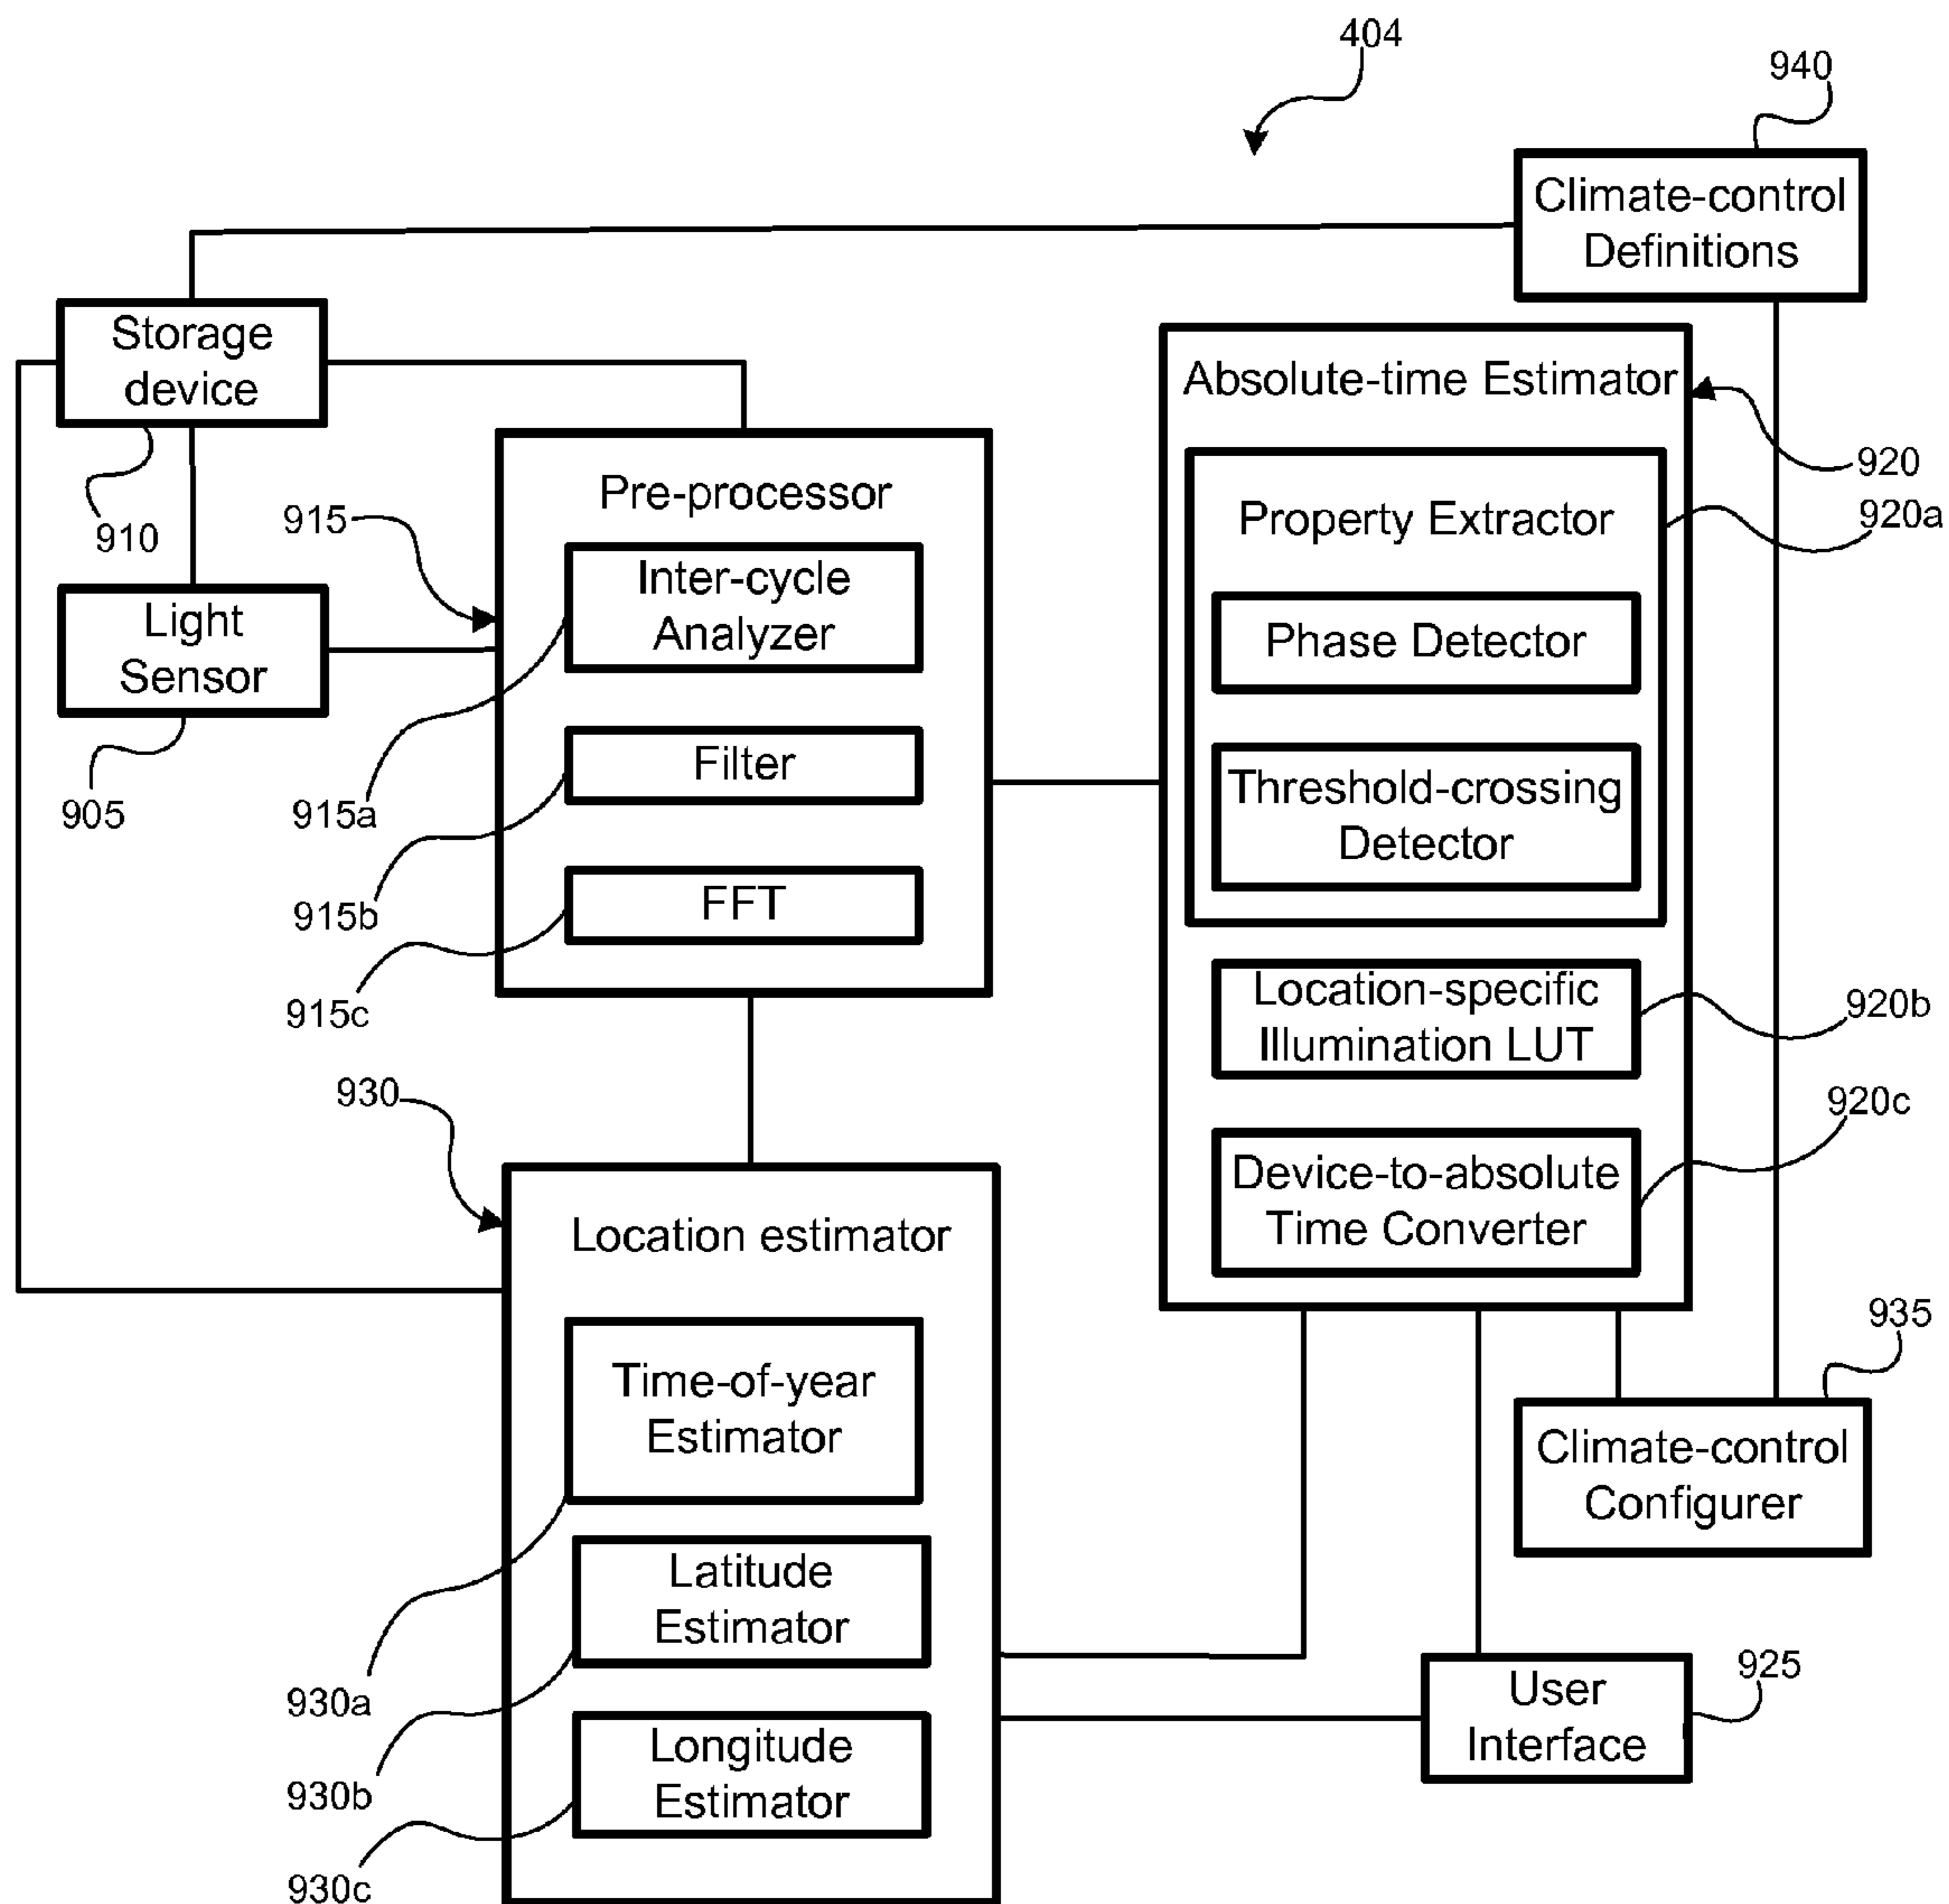 404
940
Climate-control
Definitions
Storage
device
910
Light
Sensor
905
915
Pre-processor
Inter-cycle
Analyzer
915a
Filter
915b
FFT
915c
Absolute-time Estimator
920
Property Extractor
920a
Phase Detector
Threshold-crossing
Detector
Location-specific
Illumination LUT
920b
Device-to-absolute
Time Converter
920c
930
Location estimator
Time-of-year
Estimator
930a
Latitude
Estimator
930b
Longitude
Estimator
930c
935
Climate-control
Configurer
User
Interface
925